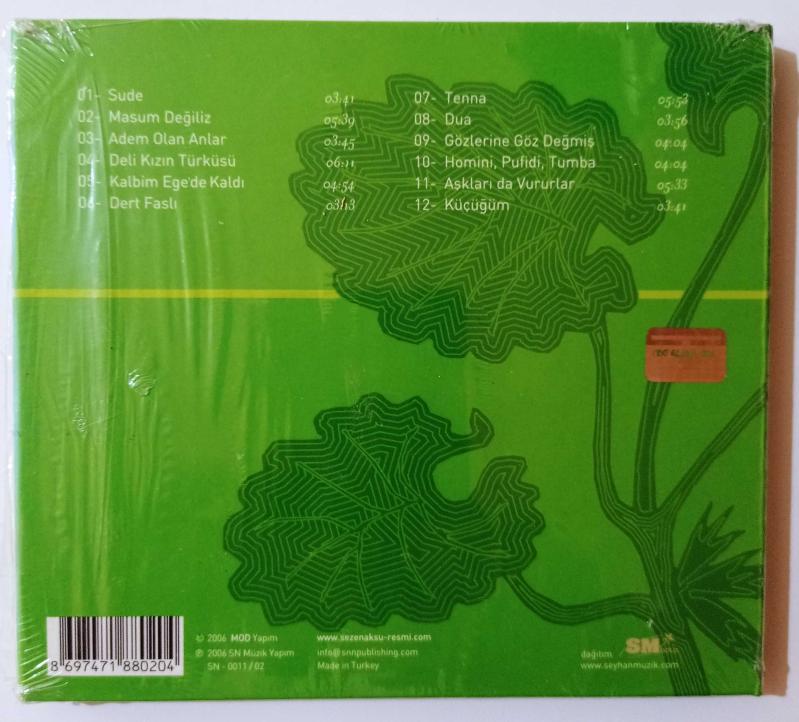 01- Sude 03:41
02- Masum Değiliz 05:39
03- Adem Olan Anlar 03:45
04- Deli Kızın Türküsü 06:11
05- Kalbim Ege'de Kaldı 04:54
06- Dert Faslı 03:13
07- Tenna 05:53
08- Dua 03:56
09- Gözlerine Göz Değmiş 04:04
10- Homini, Pufidi, Tumba 04:04
11- Aşkları da Vururlar 05:33
12- Küçüğüm 03:41
8 697471 880204
© 2006 MOD Yapım
℗ 2006 SN Müzik Yapım
SN - 0011 / 02
www.sezenaksu-resmi.com
info@snnpublishing.com
Made in Turkey
dağıtım
SM
www.seyhanmuzik.com